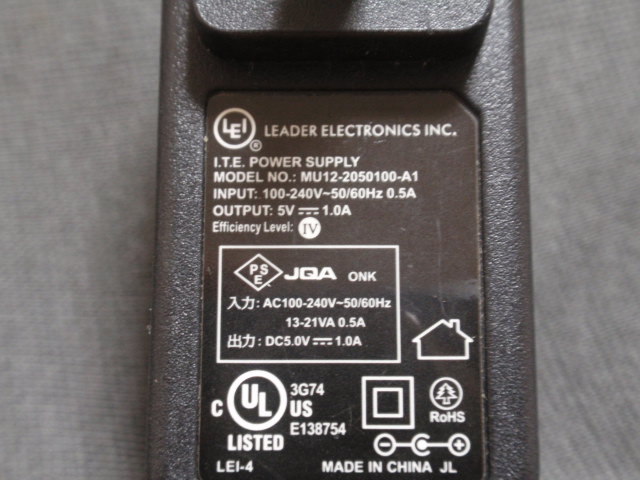 LEI ® LEADER ELECTRONICS INC.
I.T.E. POWER SUPPLY
MODEL NO.: MU12-2050100-A1
INPUT: 100-240V~50/60Hz 0.5A
OUTPUT: 5V⎓1.0A
Efficiency Level: IV
PSE JQA ONK
入力: AC100-240V~50/60Hz
13-21VA 0.5A
出力: DC5.0V⎓1.0A
C UL US
3G74
E138754
LISTED
RoHS
LEI-4 MADE IN CHINA JL